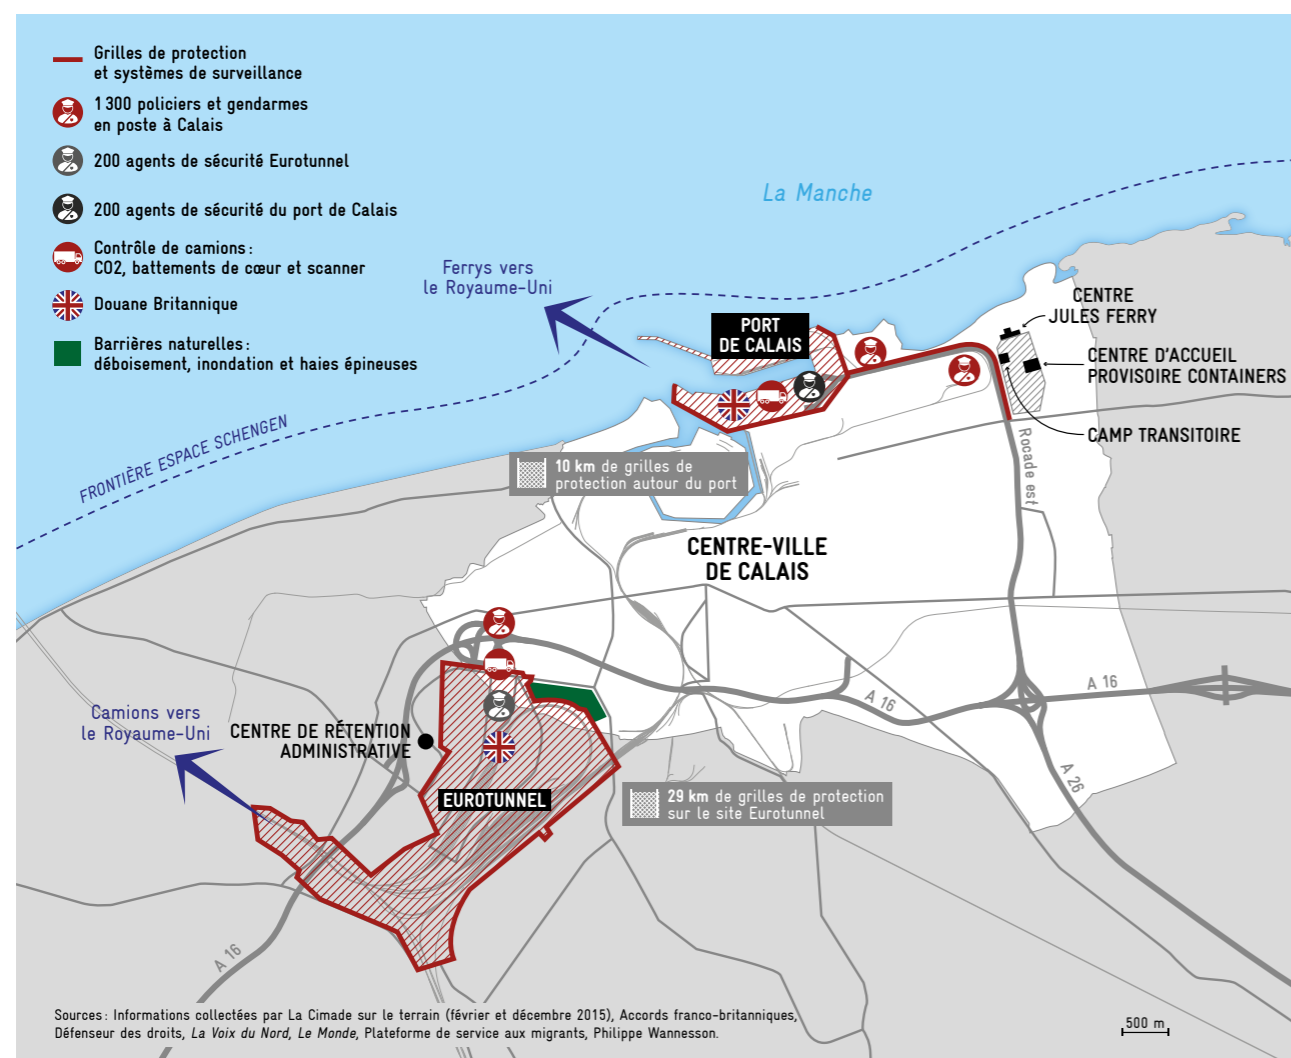 Grilles de protection
et systèmes de surveillance
1 300 policiers et gendarmes
en poste à Calais
200 agents de sécurité Eurotunnel
200 agents de sécurité du port de Calais
Contrôle de camions :
CO2, battements de cœur et scanner
Douane Britannique
Barrières naturelles :
déboisement, inondation et haies épineuses
La Manche
Ferrys vers
le Royaume-Uni
FRONTIÈRE ESPACE SCHENGEN
PORT
DE CALAIS
CENTRE
JULES FERRY
CENTRE D'ACCUEIL
PROVISOIRE CONTAINERS
CAMP TRANSITOIRE
Rocade est
10 km de grilles de
protection autour du port
CENTRE-VILLE
DE CALAIS
A 16
A 16
A 26
Camions vers
le Royaume-Uni
CENTRE DE RÉTENTION
ADMINISTRATIVE
EUROTUNNEL
29 km de grilles de protection
sur le site Eurotunnel
A 16
Sources : Informations collectées par La Cimade sur le terrain (février et décembre 2015), Accords franco-britanniques,
Défenseur des droits, La Voix du Nord, Le Monde, Plateforme de service aux migrants, Philippe Wannesson.
500 m